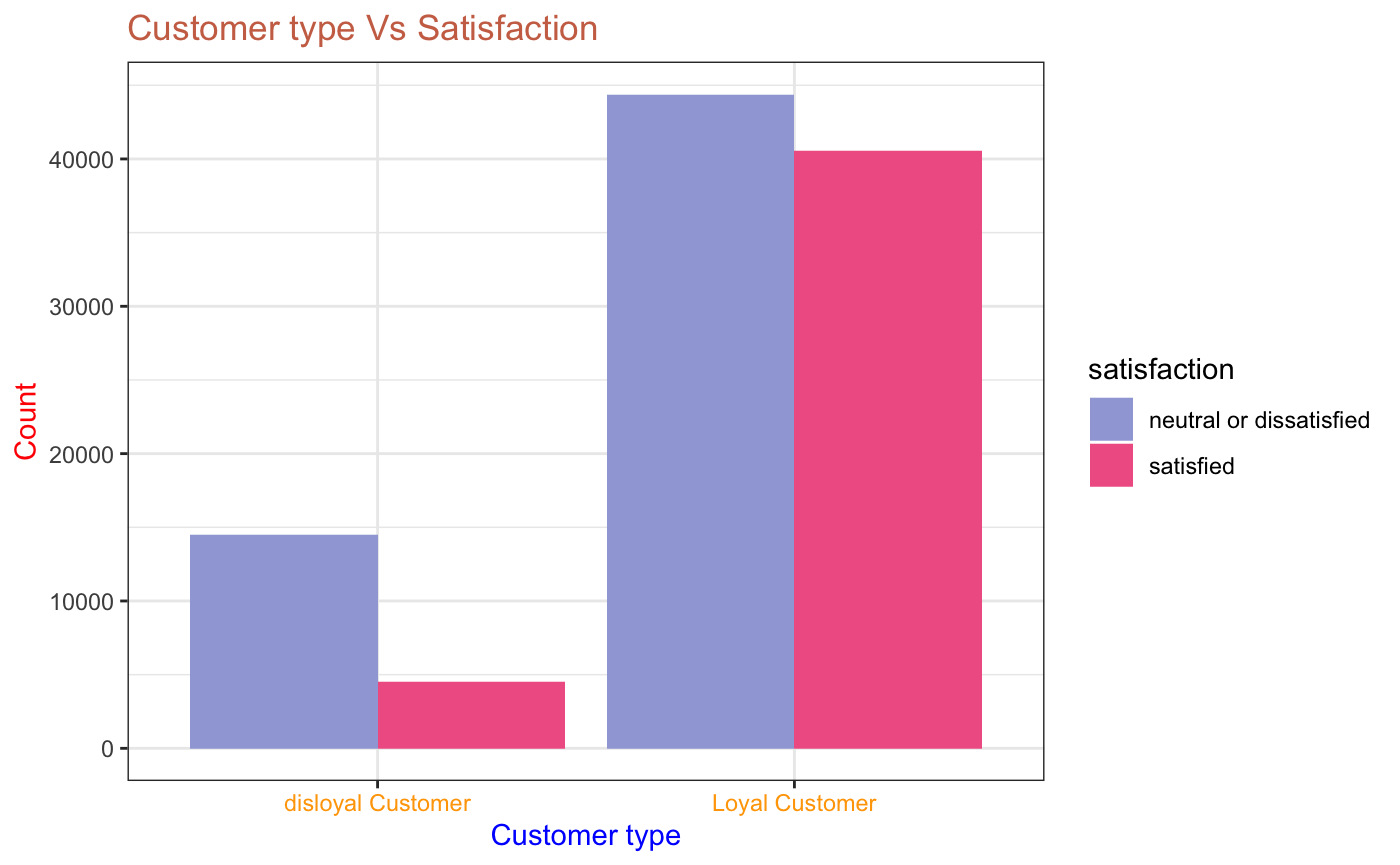 Customer type Vs Satisfaction
40000
30000
20000
10000
0
Count
disloyal Customer
Loyal Customer
Customer type
satisfaction
neutral or dissatisfied
satisfied